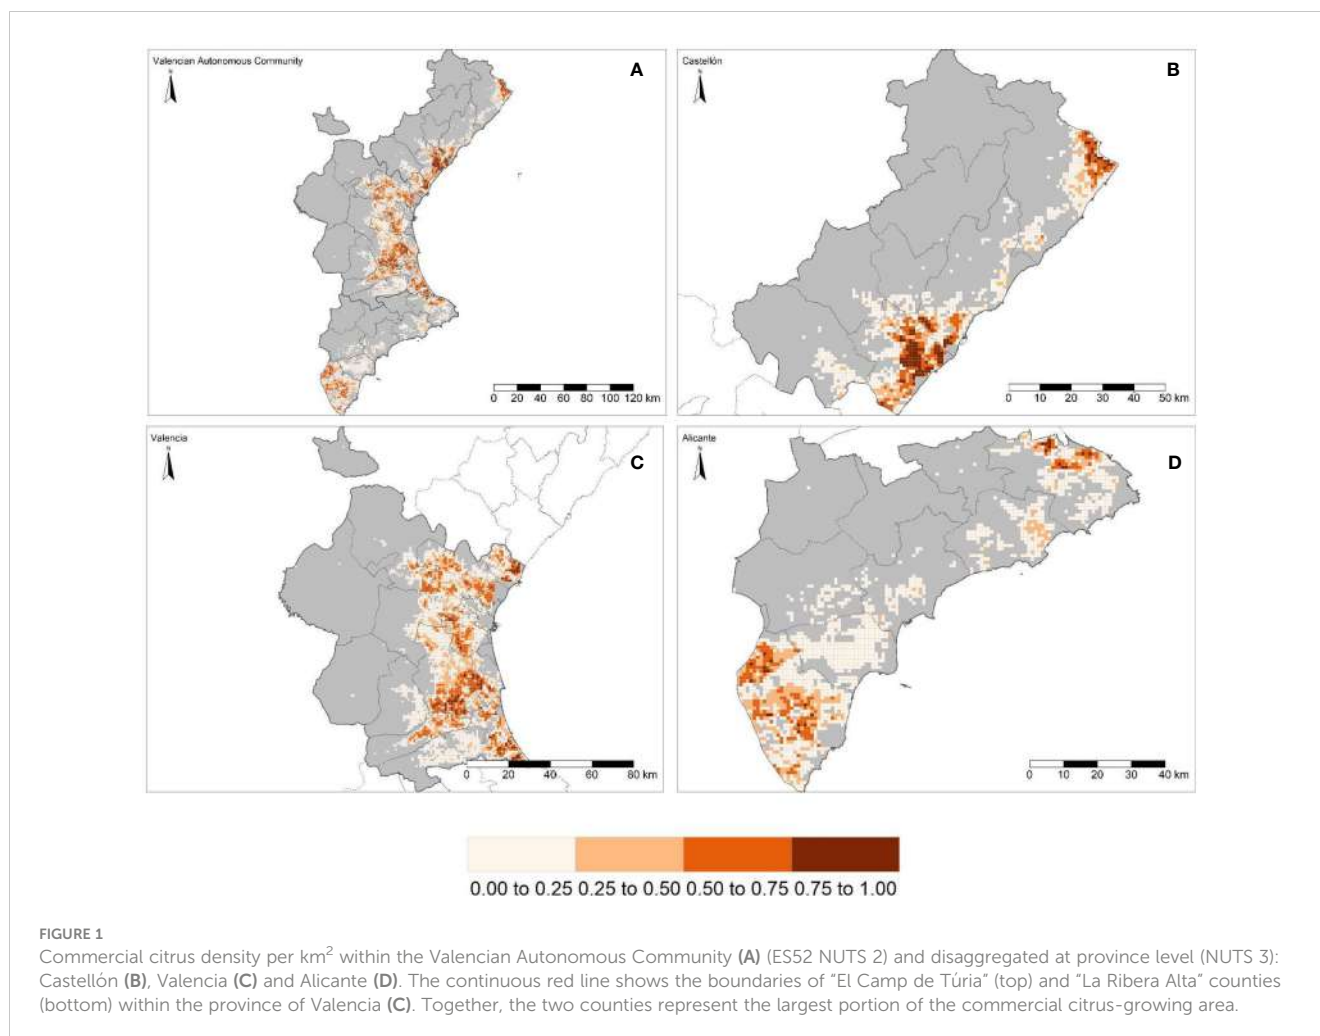 Valencian Autonomous Community
N
A
0 20 40 60 80 100 120 km
Castellón
N
B
0 10 20 30 40 50 km
Valencia
N
C
0 20 40 60 80 km
Alicante
N
D
0 10 20 30 40 km
0.00 to 0.25 0.25 to 0.50 0.50 to 0.75 0.75 to 1.00
FIGURE 1
Commercial citrus density per km² within the Valencian Autonomous Community (A) (ES52 NUTS 2) and disaggregated at province level (NUTS 3):
Castellón (B), Valencia (C) and Alicante (D). The continuous red line shows the boundaries of “El Camp de Túria” (top) and “La Ribera Alta” counties
(bottom) within the province of Valencia (C). Together, the two counties represent the largest portion of the commercial citrus-growing area.